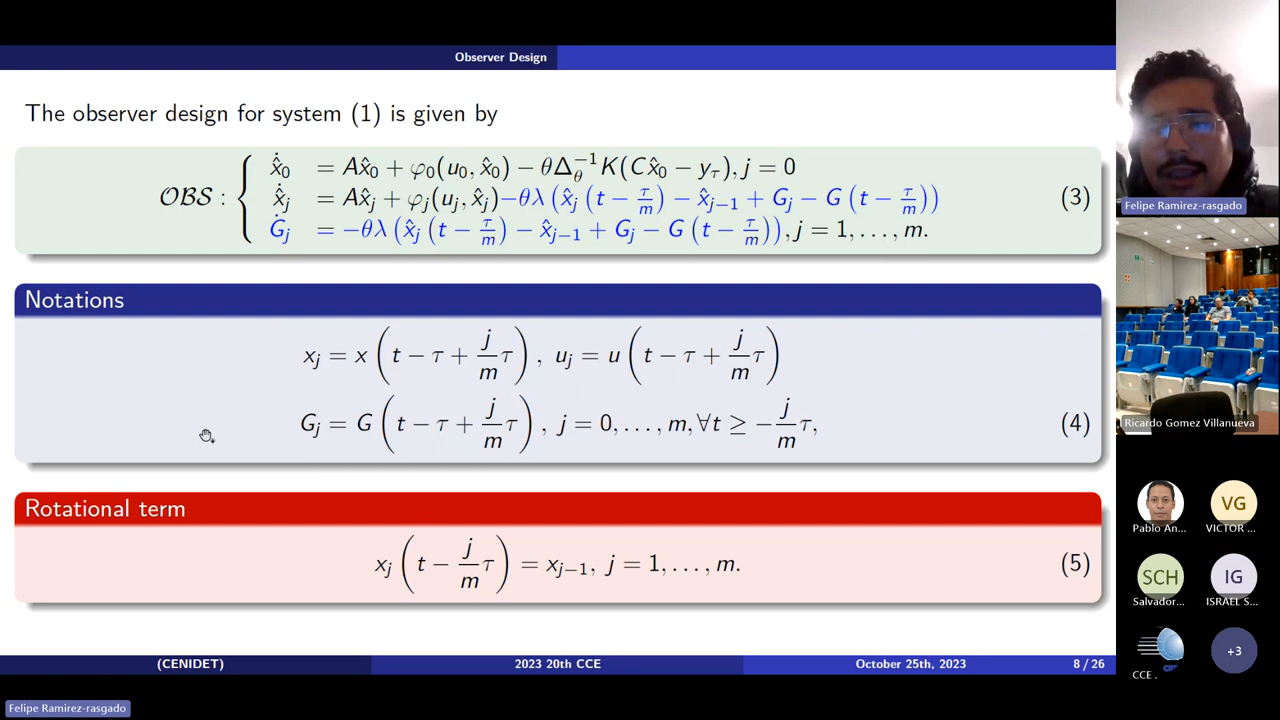 Observer Design
The observer design for system (1) is given by
𝒪ℬ𝒮 : { x̂̇₀ = Ax̂₀ + φ₀(u₀, x̂₀) − θΔ_θ⁻¹K(Cx̂₀ − y_τ), j = 0
x̂̇ⱼ = Ax̂ⱼ + φⱼ(uⱼ, x̂ⱼ)−θλ (x̂ⱼ (t − τ/m) − x̂ⱼ₋₁ + Gⱼ − G (t − τ/m)) (3)
Ġⱼ = −θλ (x̂ⱼ (t − τ/m) − x̂ⱼ₋₁ + Gⱼ − G (t − τ/m)), j = 1, . . . , m.
Notations
xⱼ = x (t − τ + j/m τ), uⱼ = u (t − τ + j/m τ)
Gⱼ = G (t − τ + j/m τ), j = 0, . . . , m, ∀t ≥ −j/m τ, (4)
Rotational term
xⱼ (t − j/m τ) = xⱼ₋₁, j = 1, . . . , m. (5)
(CENIDET) 2023 20th CCE October 25th, 2023 8 / 26
Felipe Ramirez-rasgado
Felipe Ramirez-rasgado
Ricardo Gomez Villanueva
VG
Pablo An... VICTOR ...
SCH IG
Salvador... ISRAEL S...
+3
CCE .